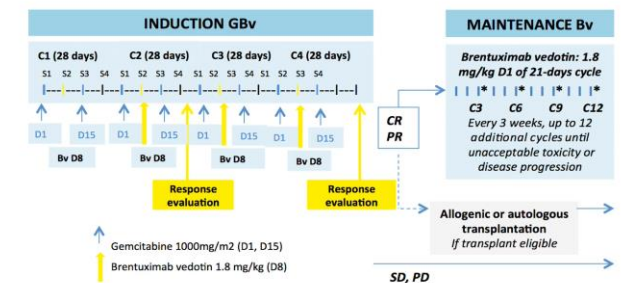 INDUCTION GBv
MAINTENANCE Bv
C1 (28 days) C2 (28 days) C3 (28 days) C4 (28 days)
S1 S2 S3 S4 S1 S2 S3 S4 S1 S2 S3 S4 S1 S2 S3 S4
D1 D15 D1 D15 D1 D15 D1 D15
Bv D8 Bv D8 Bv D8 Bv D8
Response
evaluation
Response
evaluation
CR
PR
Brentuximab vedotin: 1.8
mg/kg D1 of 21-days cycle
* * * *
C3 C6 C9 C12
Every 3 weeks, up to 12
additional cycles until
unacceptable toxicity or
disease progression
Allogenic or autologous
transplantation
If transplant eligible
Gemcitabine 1000mg/m2 (D1, D15)
Brentuximab vedotin 1.8 mg/kg (D8)
SD, PD